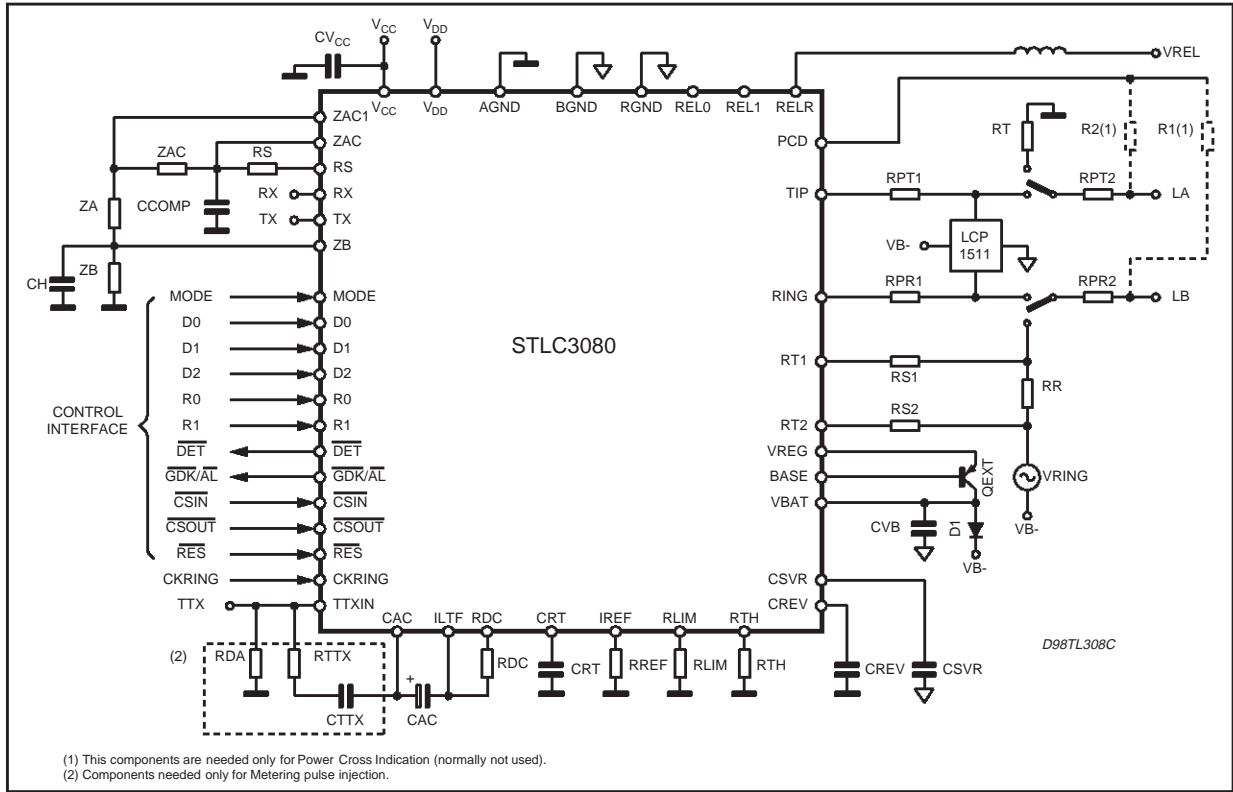 CVCC
VCC
VDD
VREL
VCC
VDD
AGND
BGND
RGND
REL0
REL1
RELR
ZAC1
ZAC
RS
RX
TX
ZB
ZAC
RS
RX
TX
ZA
CCOMP
CH
ZB
PCD
RT
R2(1)
R1(1)
TIP
RPT1
RPT2
LA
VB-
LCP
1511
RING
RPR1
RPR2
LB
STLC3080
CONTROL
INTERFACE
MODE
MODE
D0
D0
D1
D1
D2
D2
R0
R0
R1
R1
DET
DET
GDK/AL
GDK/AL
CSIN
CSIN
CSOUT
CSOUT
RES
RES
CKRING
CKRING
TTX
TTXIN
RT1
RS1
RR
RT2
RS2
VREG
BASE
VBAT
QEXT
VRING
VB-
CVB
D1
VB-
CSVR
CREV
CAC
ILTF
RDC
CRT
IREF
RLIM
RTH
(2)
RDA
RTTX
CTTX
+
CAC
RDC
CRT
RREF
RLIM
RTH
CREV
CSVR
D98TL308C
(1) This components are needed only for Power Cross Indication (normally not used).
(2) Components needed only for Metering pulse injection.